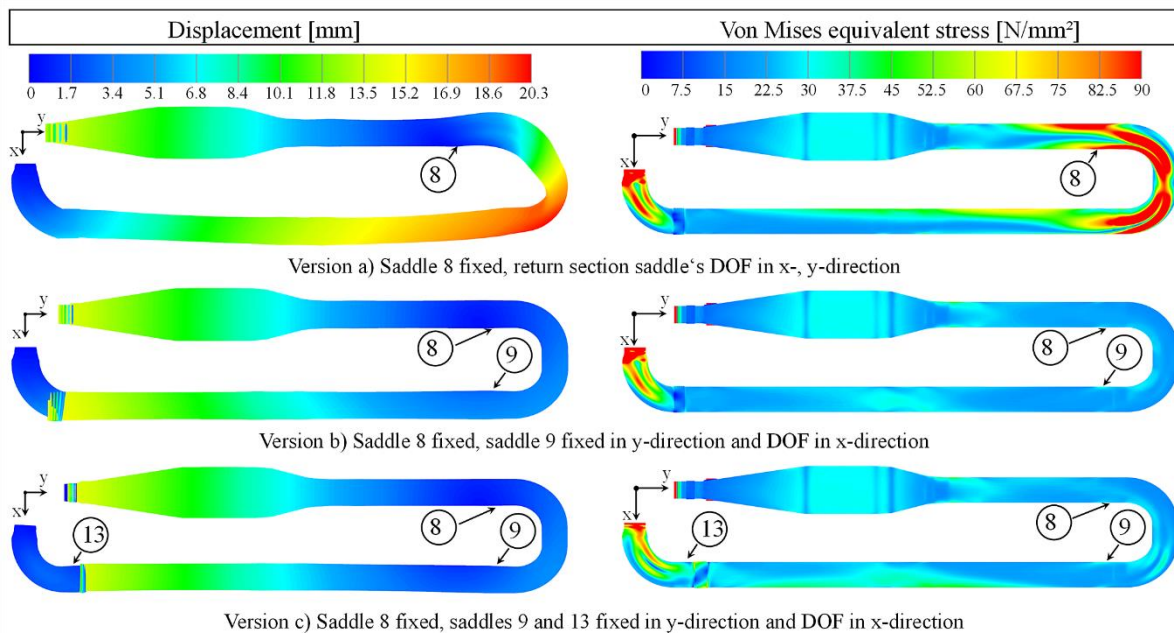 Displacement [mm]
Von Mises equivalent stress [N/mm²]
0 1.7 3.4 5.1 6.8 8.4 10.1 11.8 13.5 15.2 16.9 18.6 20.3
0 7.5 15 22.5 30 37.5 45 52.5 60 67.5 75 82.5 90
y
x
8
y
x
8
Version a) Saddle 8 fixed, return section saddle‘s DOF in x-, y-direction
y
x
8
9
y
x
8
9
Version b) Saddle 8 fixed, saddle 9 fixed in y-direction and DOF in x-direction
y
x
8
9
13
y
x
8
9
13
Version c) Saddle 8 fixed, saddles 9 and 13 fixed in y-direction and DOF in x-direction